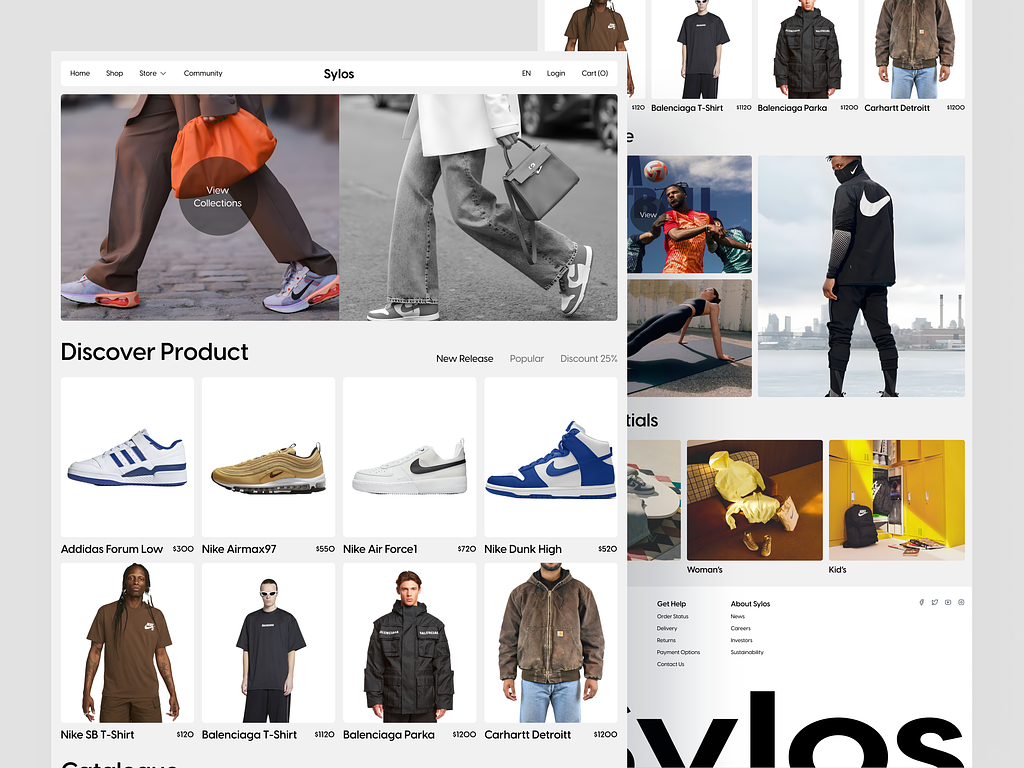 Home
Shop
Store
Community
Sylos
EN
Login
Cart (0)
View
Collections
Discover Product
New Release
Popular
Discount 25%
Addidas Forum Low
$300
Nike Airmax97
$550
Nike Air Force1
$720
Nike Dunk High
$520
Nike SB T-Shirt
$120
Balenciaga T-Shirt
$1120
BALENCIAGA
Balenciaga Parka
$1200
Carhartt Detroitt
$1200
Catalogue
$120
Balenciaga T-Shirt
$1120
Balenciaga Parka
$1200
Carhartt Detroitt
$1200
e
View
tials
Woman's
Kid's
Get Help
Order Status
Delivery
Returns
Payment Options
Contact Us
About Sylos
News
Careers
Investors
Sustainability
Sylos